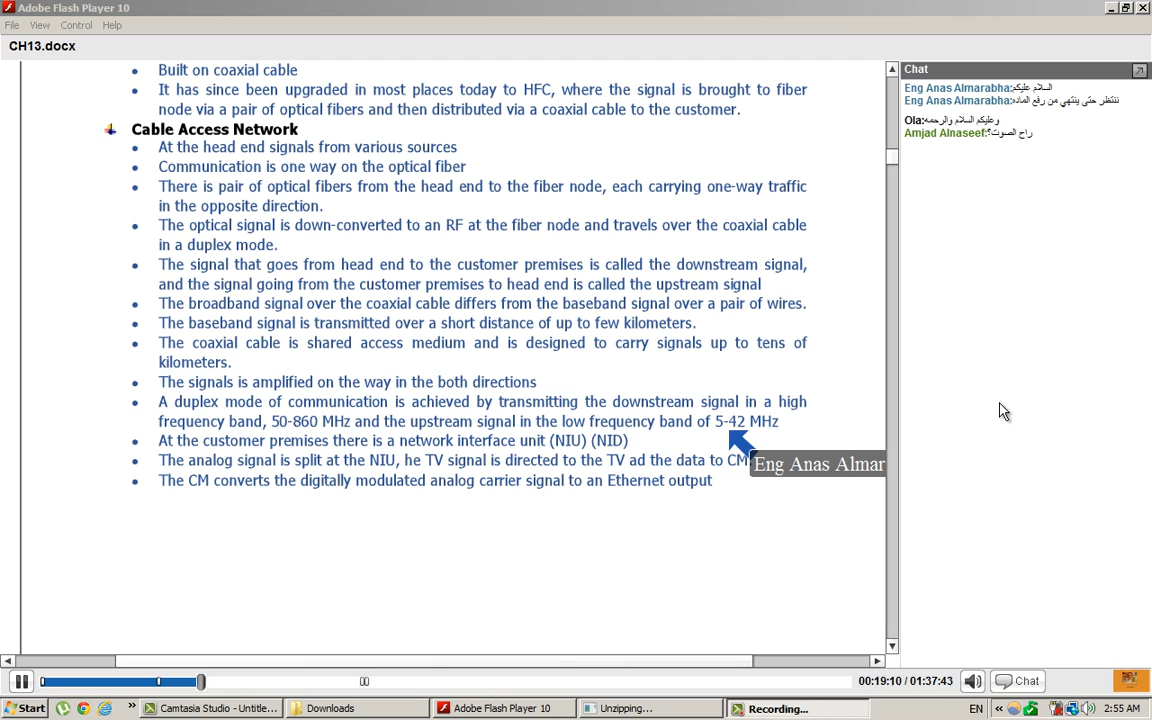 Adobe Flash Player 10
File View Control Help
CH13.docx
Built on coaxial cable
It has since been upgraded in most places today to HFC, where the signal is brought to fiber
node via a pair of optical fibers and then distributed via a coaxial cable to the customer.
Cable Access Network
At the head end signals from various sources
Communication is one way on the optical fiber
There is pair of optical fibers from the head end to the fiber node, each carrying one-way traffic
in the opposite direction.
The optical signal is down-converted to an RF at the fiber node and travels over the coaxial cable
in a duplex mode.
The signal that goes from head end to the customer premises is called the downstream signal,
and the signal going from the customer premises to head end is called the upstream signal
The broadband signal over the coaxial cable differs from the baseband signal over a pair of wires.
The baseband signal is transmitted over a short distance of up to few kilometers.
The coaxial cable is shared access medium and is designed to carry signals up to tens of
kilometers.
The signals is amplified on the way in the both directions
A duplex mode of communication is achieved by transmitting the downstream signal in a high
frequency band, 50-860 MHz and the upstream signal in the low frequency band of 5-42 MHz
At the customer premises there is a network interface unit (NIU) (NID)
The analog signal is split at the NIU, he TV signal is directed to the TV ad the data to CM.
Eng Anas Almar
The CM converts the digitally modulated analog carrier signal to an Ethernet output
Chat
Eng Anas Almarabha:السلام عليكم
Eng Anas Almarabha:ننتظر حتى ينتهي من رفع الماده
Ola:وعليكم السلام والرحمه
Amjad Alnaseef:راح الصوت؟
00:19:10 / 01:37:43 Chat
Start Camtasia Studio - Untitle... Downloads Adobe Flash Player 10 Unzipping... Recording... EN 2:55 AM